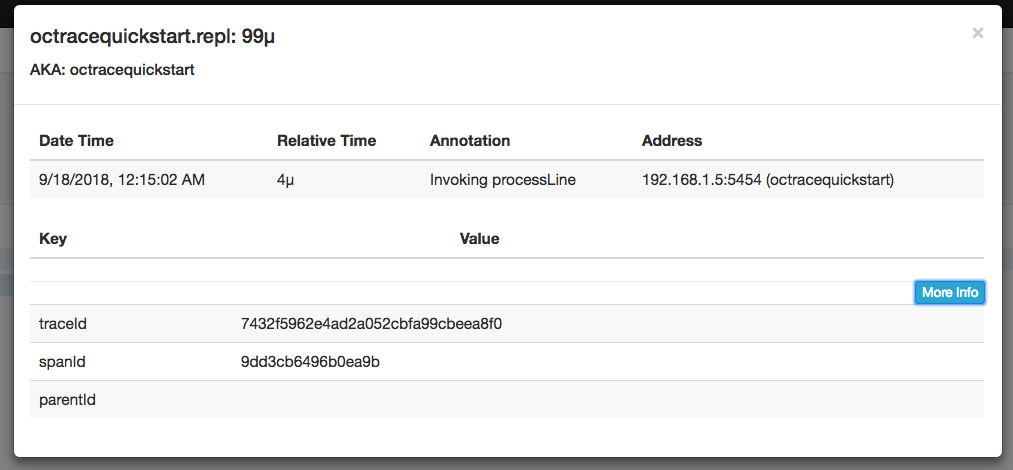 octracequickstart.repl: 99µ
×
AKA: octracequickstart
Date Time Relative Time Annotation Address
9/18/2018, 12:15:02 AM 4µ Invoking processLine 192.168.1.5:5454 (octracequickstart)
Key Value
More Info
traceId 7432f5962e4ad2a052cbfa99cbeea8f0
spanId 9dd3cb6496b0ea9b
parentId